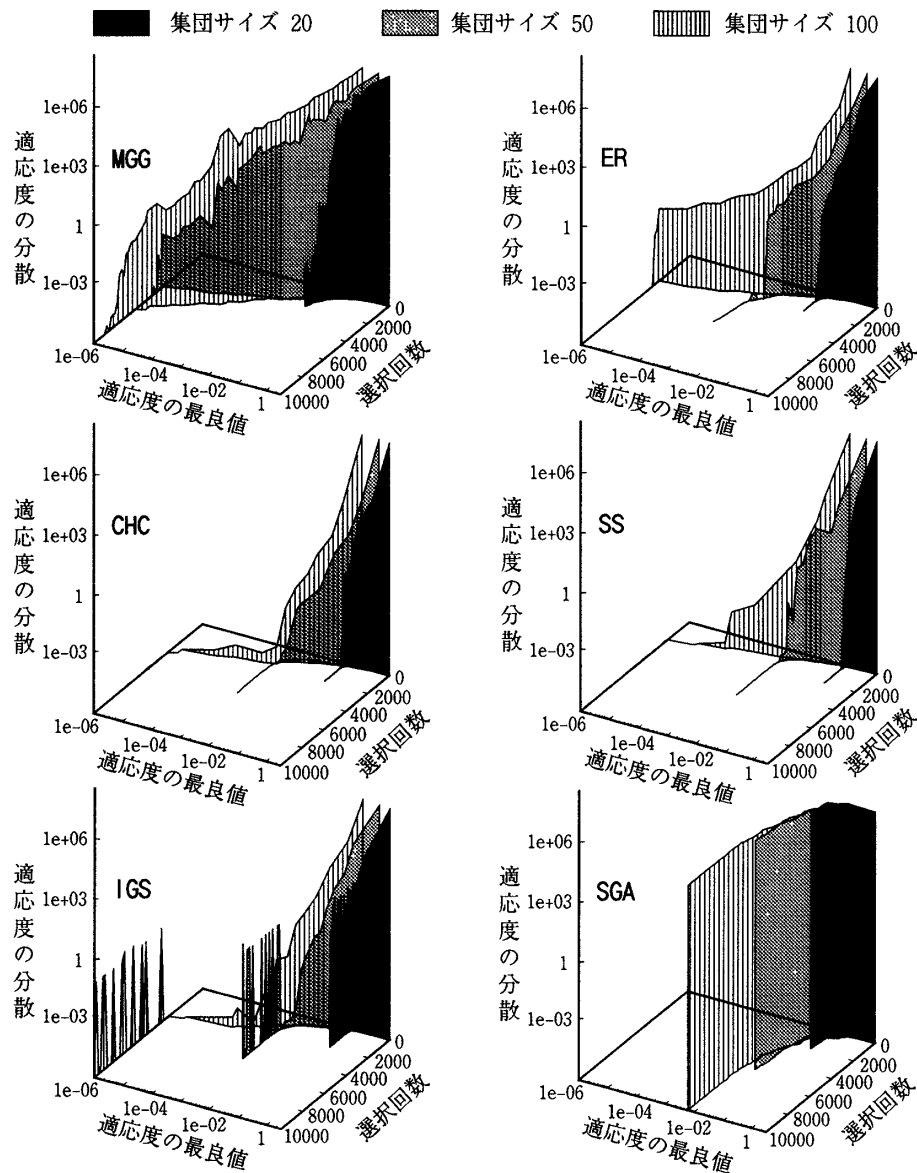 集団サイズ 20
集団サイズ 50
集団サイズ 100
適応度の分散
1e+06
1e+03
1
1e-03
1e-06
MGG
1e-04
1e-02
1
適応度の最良値
0
2000
4000
6000
8000
10000
選択回数
適応度の分散
1e+06
1e+03
1
1e-03
1e-06
ER
1e-04
1e-02
1
適応度の最良値
0
2000
4000
6000
8000
10000
選択回数
適応度の分散
1e+06
1e+03
1
1e-03
1e-06
CHC
1e-04
1e-02
1
適応度の最良値
0
2000
4000
6000
8000
10000
選択回数
適応度の分散
1e+06
1e+03
1
1e-03
1e-06
SS
1e-04
1e-02
1
適応度の最良値
0
2000
4000
6000
8000
10000
選択回数
適応度の分散
1e+06
1e+03
1
1e-03
1e-06
IGS
1e-04
1e-02
1
適応度の最良値
0
2000
4000
6000
8000
10000
選択回数
適応度の分散
1e+06
1e+03
1
1e-03
1e-06
SGA
1e-04
1e-02
1
適応度の最良値
0
2000
4000
6000
8000
10000
選択回数